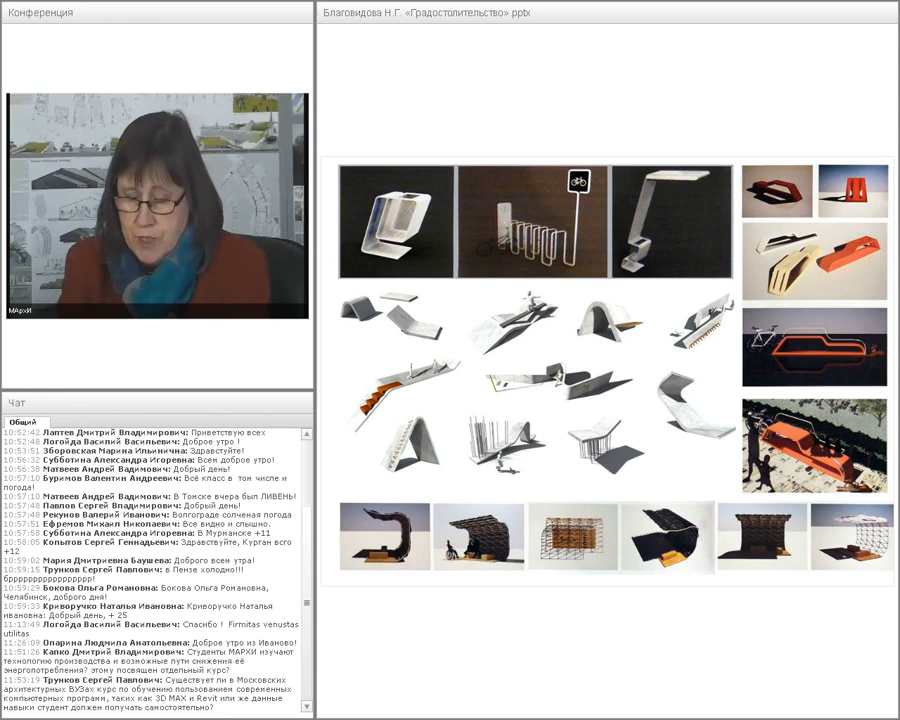 Конференция
Благовидова Н.Г. «Градостолительство».pptx
МАрхИ
Чат
Общий
10:52:42 Лаптев Дмитрий Владимирович: Приветствую всех
10:52:48 Логойда Василий Васильевич: Доброе утро !
10:53:51 Зборовская Марина Ильинична: Здравстуйте!
10:56:32 Субботина Александра Игоревна: Всем доброе утро!
10:56:38 Матвеев Андрей Вадимович: Добрый день!
10:57:10 Буримов Валентин Андреевич: Всё класс в том числе и
погода!
10:57:10 Матвеев Андрей Вадимович: В Томске вчера был ЛИВЕНЬ!
10:57:48 Павлов Сергей Владимирович: Добрый день!
10:57:48 Рекунов Валерий Иванович: Волгограде солченая погода
10:57:51 Ефремов Михаил Николаевич: Все видно и слышно.
10:57:58 Субботина Александра Игоревна: В Мурманске +11
10:58:05 Копытов Сергей Геннадьевич: Здравствуйте, Курган всго
+12
10:59:02 Мария Дмитриевна Баушева: Доброго всем утра!
10:59:15 Трунков Сергей Павлович: в Пензе холодно!!!
бррррррррррррррррр!
10:59:29 Бокова Ольга Романовна: Бокова Ольга Романовна,
Челябинск, доброго дня!
10:59:33 Криворучко Наталья Ивановна: Криворучко Наталья
ивановна: Добрый день, + 25
11:13:49 Логойда Василий Васильевич: Спасибо ! Firmitas venustas
utilitas
11:26:09 Опарина Людмила Анатольевна: Доброе утро из Иваново!
11:51:26 Капко Дмитрий Владимирович: Студенты МАРХИ изучают
технологию производства и возможные пути снижения её
энергопотребления? этому посвящен отдельный курс?
11:53:19 Трунков Сергей Павлович: Существует ли в Московских
архитектурных ВУЗах курс по обучению пользованием современных
компьютерных программ, таких как 3D MAX и Revit или же данные
навыки студент должен получать самостоятельно?